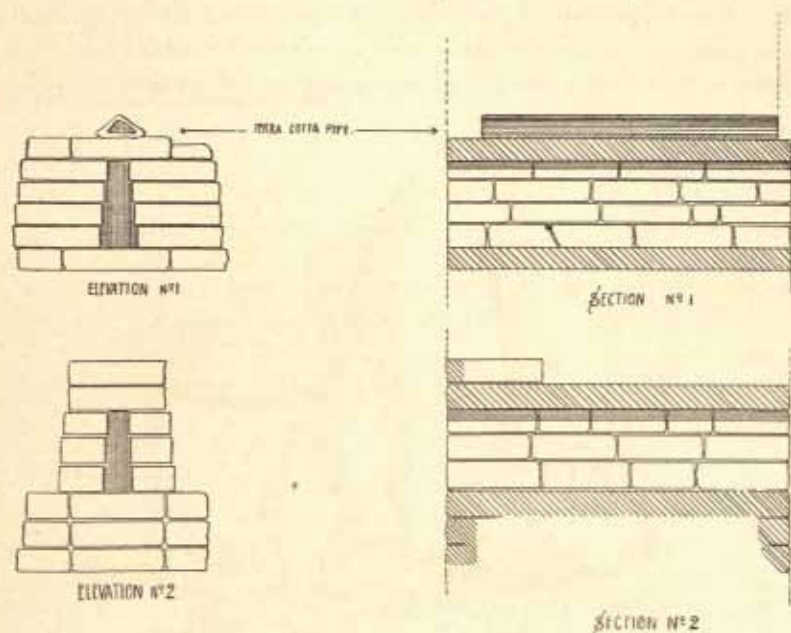 TERRA COTTA PIPE.
ELEVATION Nº1
SECTION Nº1
ELEVATION Nº2
SECTION Nº2